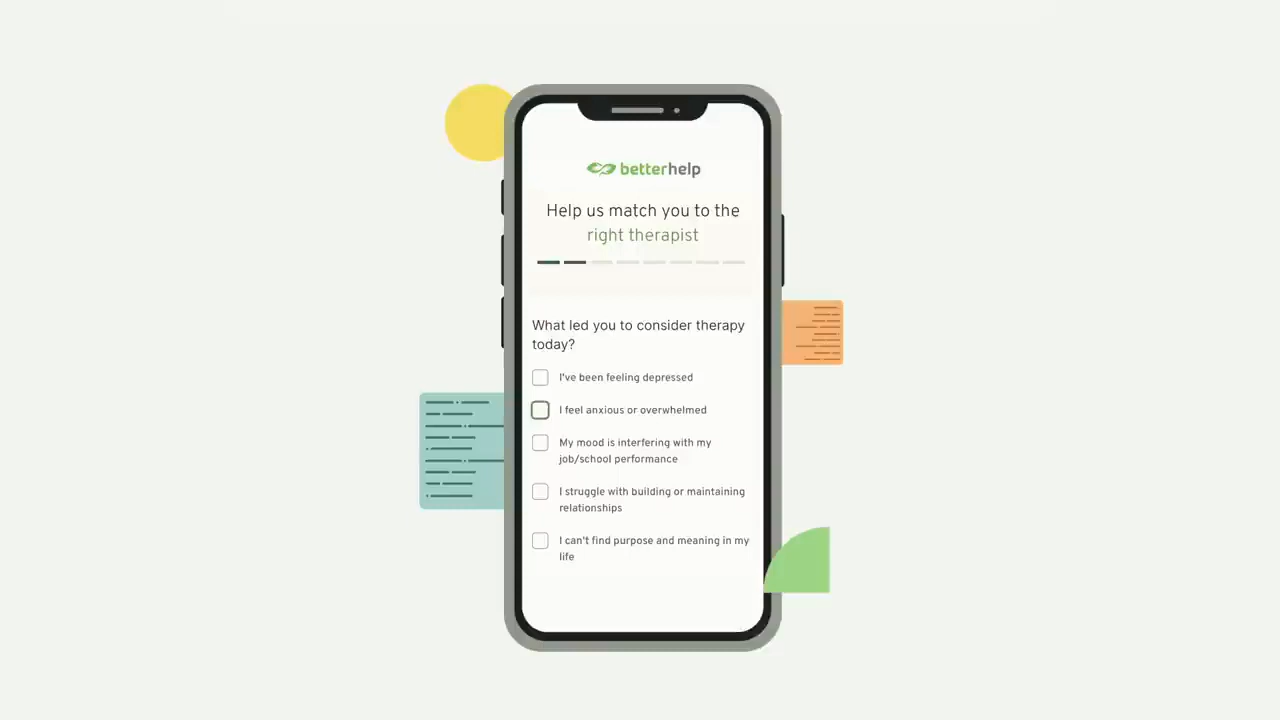 betterhelp
Help us match you to the
right therapist
What led you to consider therapy
today?
I've been feeling depressed
I feel anxious or overwhelmed
My mood is interfering with my
job/school performance
I struggle with building or maintaining
relationships
I can't find purpose and meaning in my
life